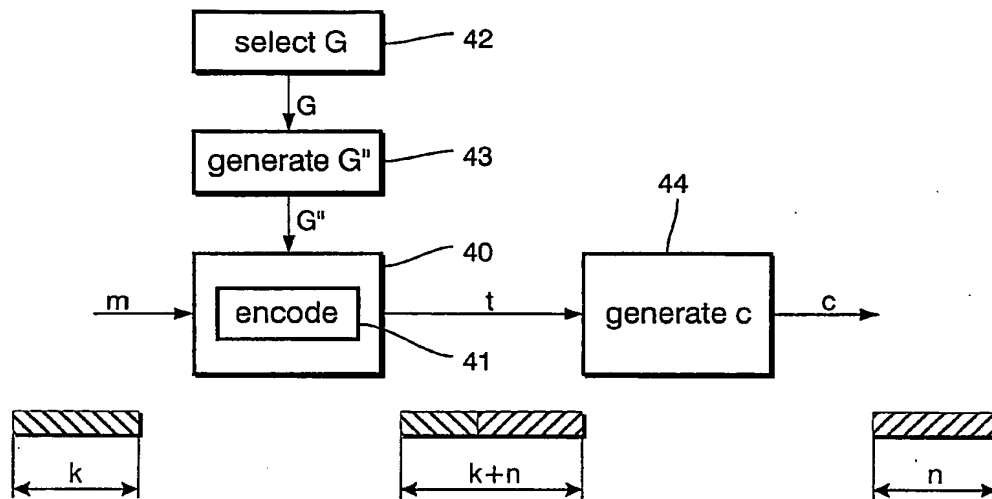 select G
42
G
generate G"
43
G"
44
40
m
encode
t
generate c
c
41
k
k+n
n